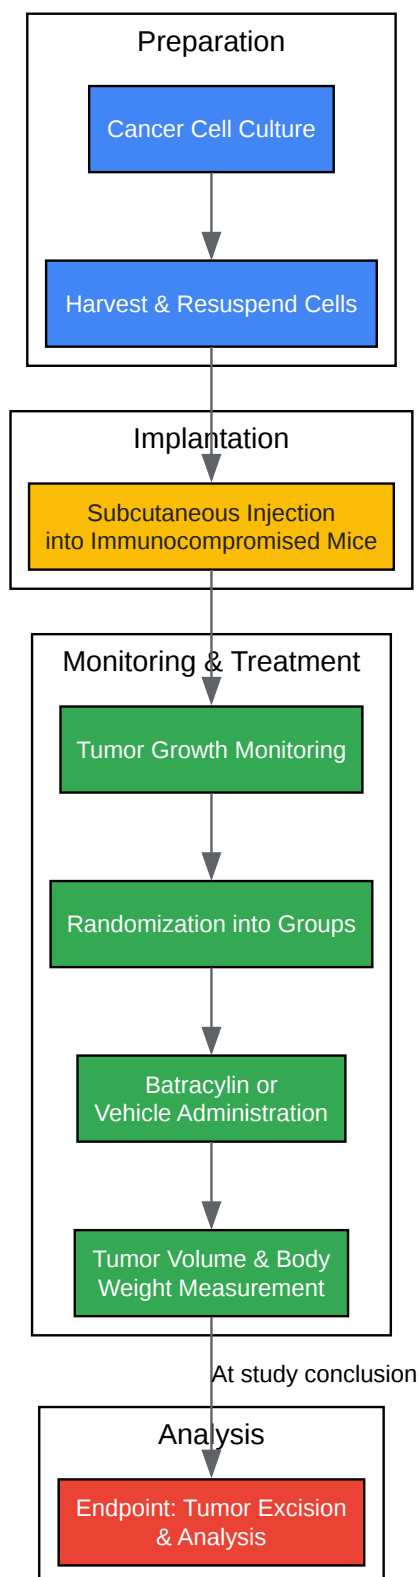 Preparation
Cancer Cell Culture
Harvest & Resuspend Cells
Implantation
Subcutaneous Injection
into Immunocompromised Mice
Monitoring & Treatment
Tumor Growth Monitoring
Randomization into Groups
Batracylin or
Vehicle Administration
Tumor Volume & Body
Weight Measurement
At study conclusion
Analysis
Endpoint: Tumor Excision
& Analysis